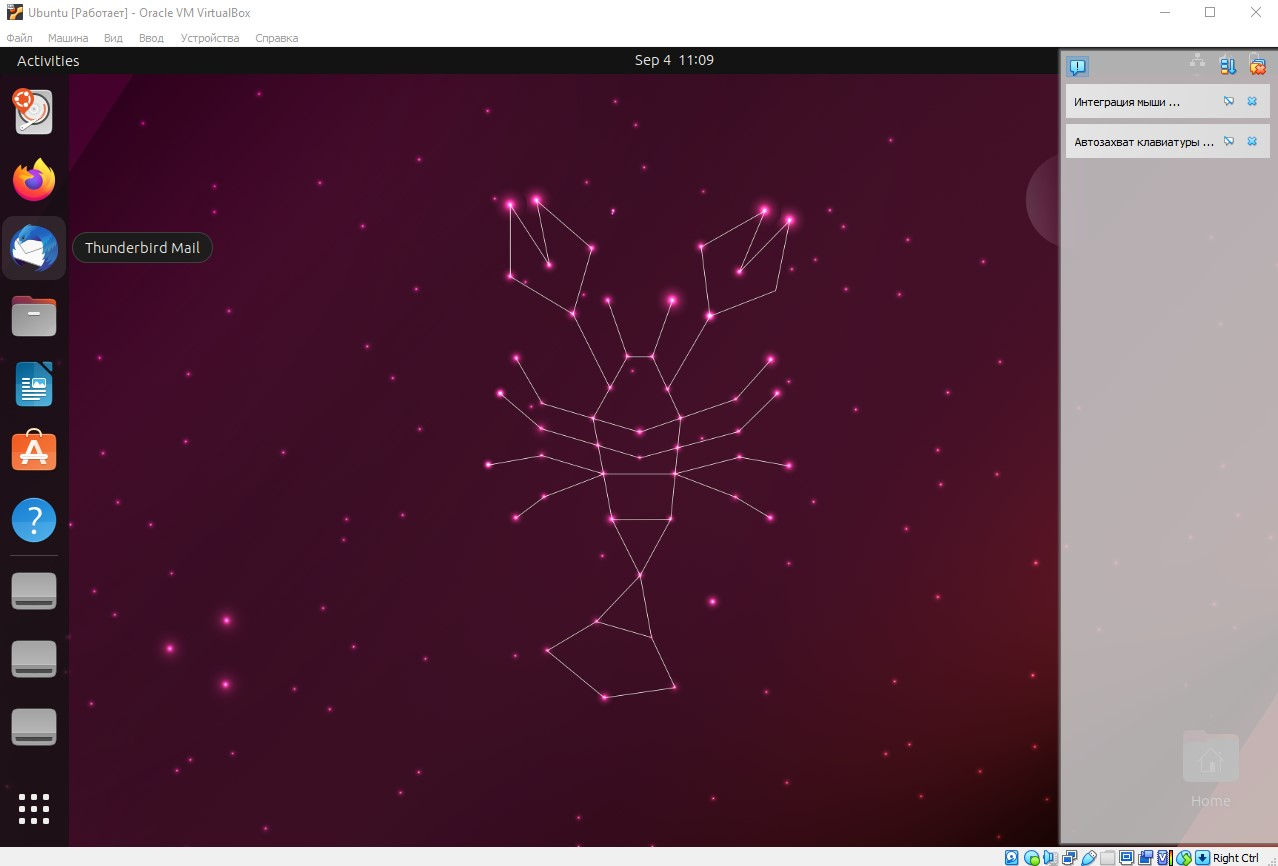 Ubuntu [Работает] - Oracle VM VirtualBox
Файл Машина Вид Ввод Устройства Справка
Activities
Sep 4 11:09
Интеграция мыши ...
Автозахват клавиатуры ...
Thunderbird Mail
Home
Right Ctrl